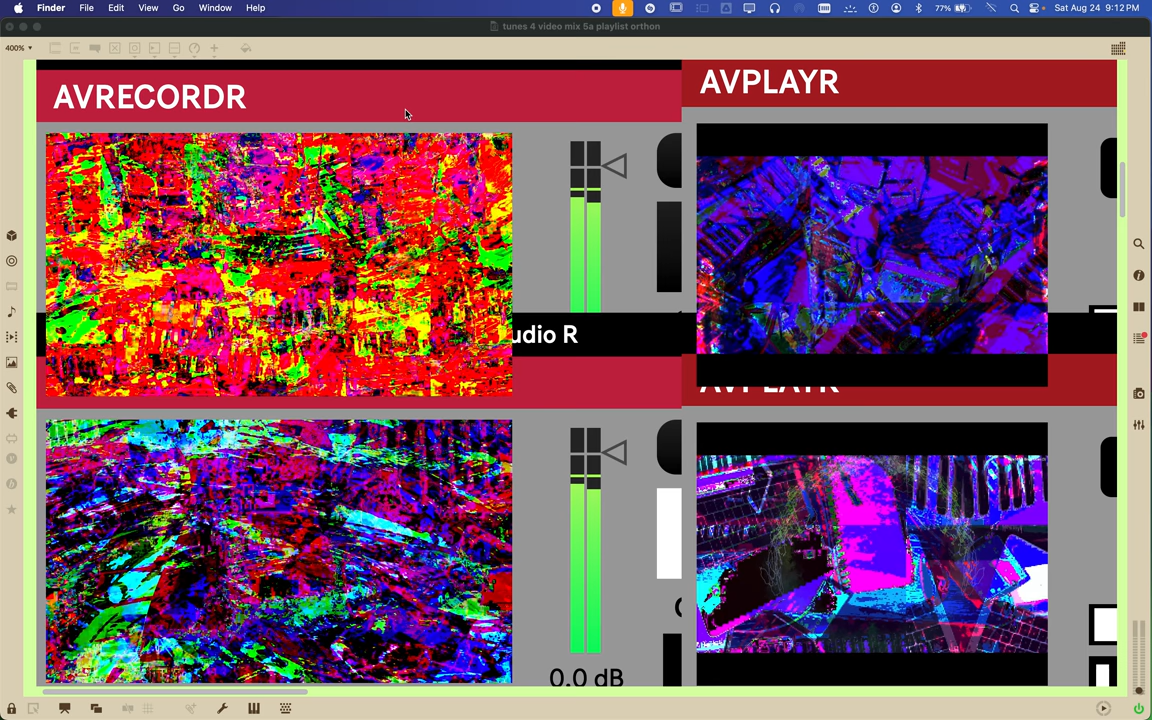 Finder File Edit View Go Window Help
77% Sat Aug 24 9:12 PM
tunes 4 video mix 5a playlist orthon
400%
AVRECORDR
AVPLAYR
udio R
AVPLAYR
0.0 dB